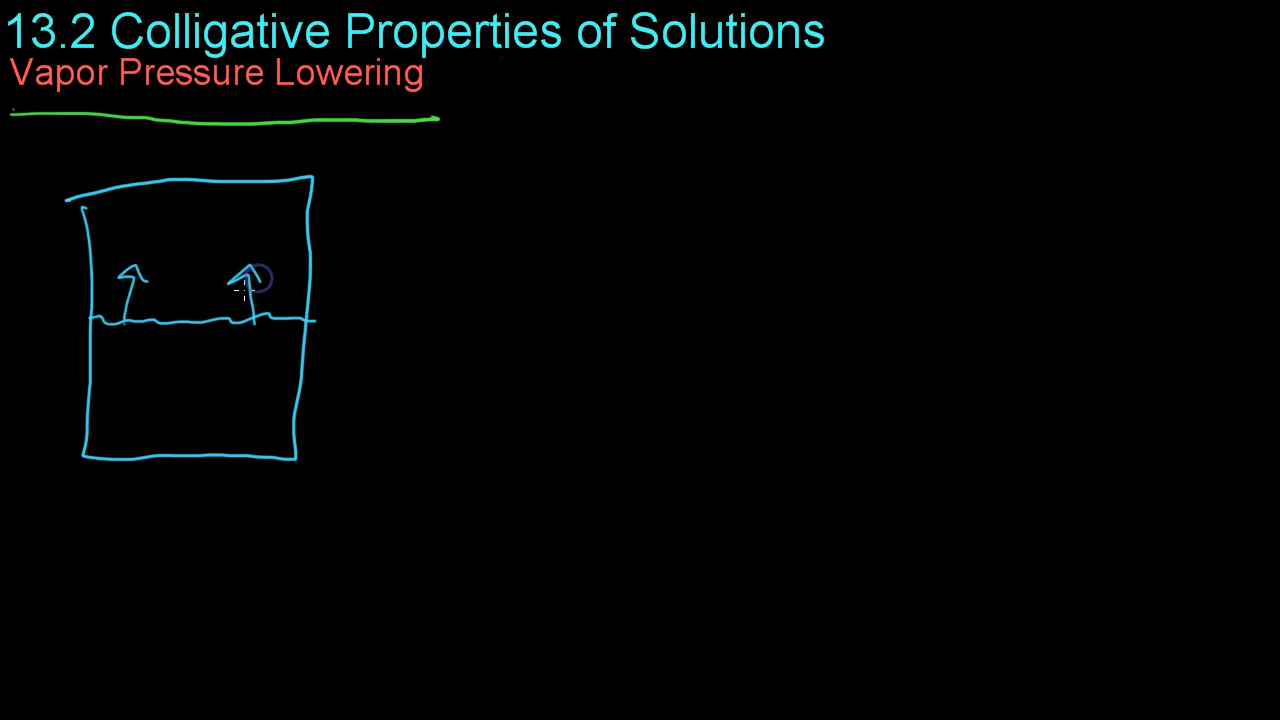 13.2 Colligative Properties of Solutions
Vapor Pressure Lowering